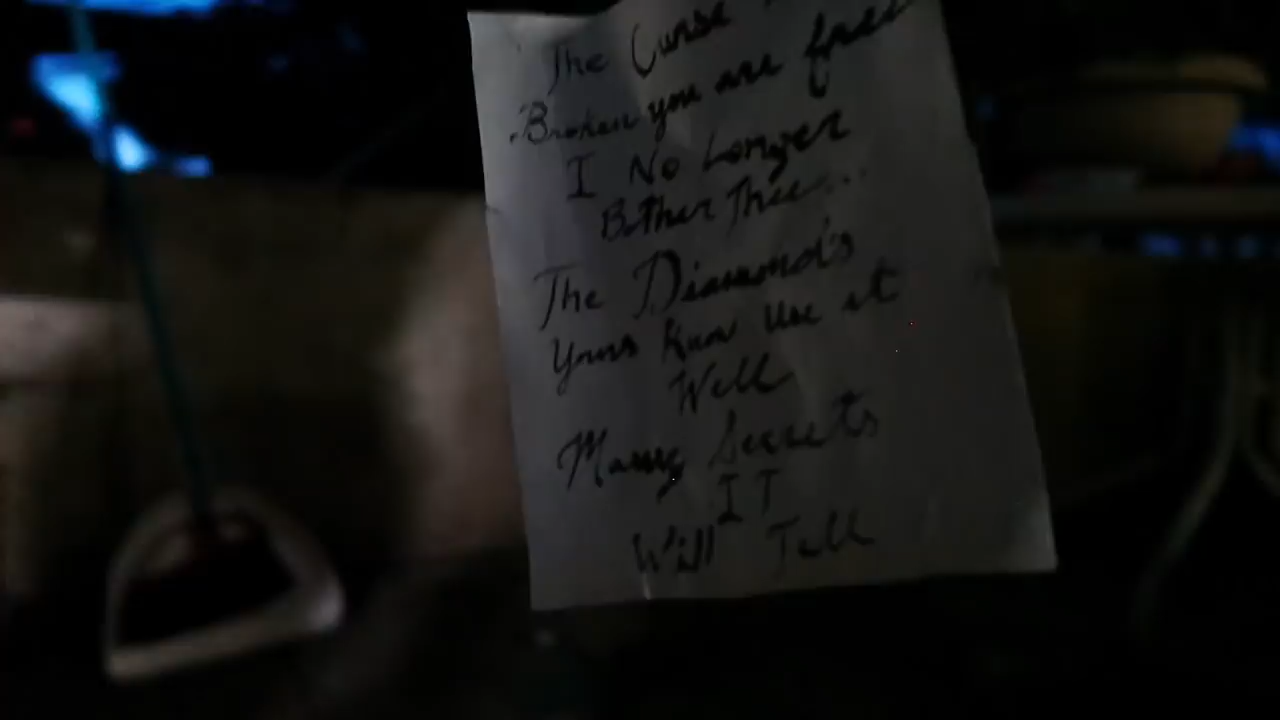 The Curse
Broken you are free
I No Longer
Bother Thee...
The Diamond's
Yours Know Use it
Well
Many Secrets
IT
Will Tell